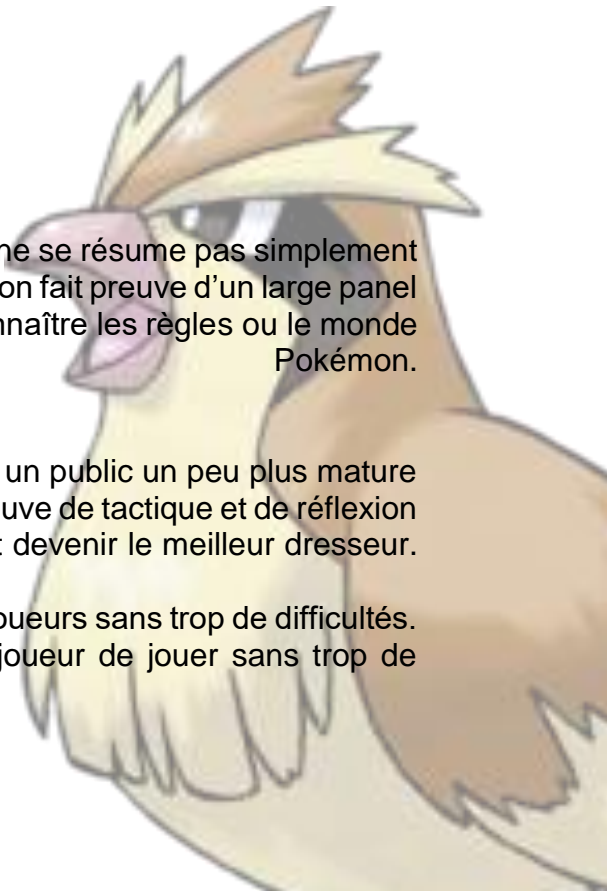 ne se résume pas simplement
on fait preuve d’un large panel
nnaître les règles ou le monde
Pokémon.
un public un peu plus mature
uve de tactique et de réflexion
t devenir le meilleur dresseur.
oueurs sans trop de difficultés.
joueur de jouer sans trop de